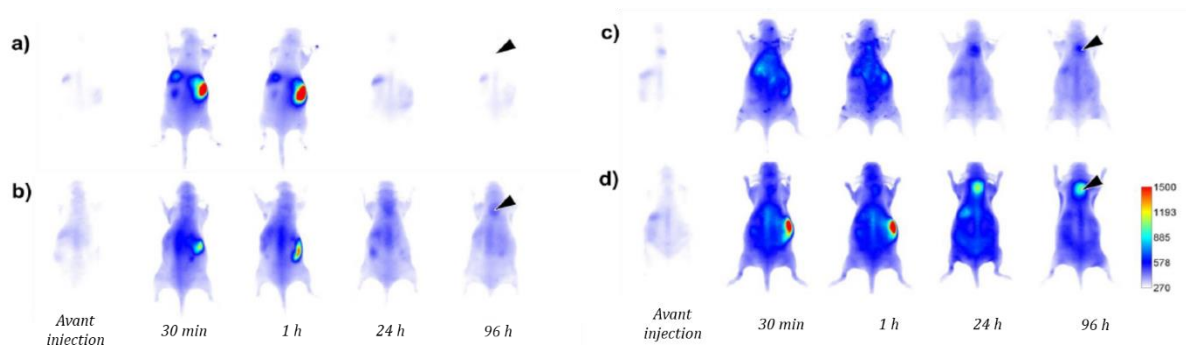 a)
b)
Avant
injection
30 min
1 h
24 h
96 h
c)
d)
1500
1193
885
578
270
Avant
injection
30 min
1 h
24 h
96 h